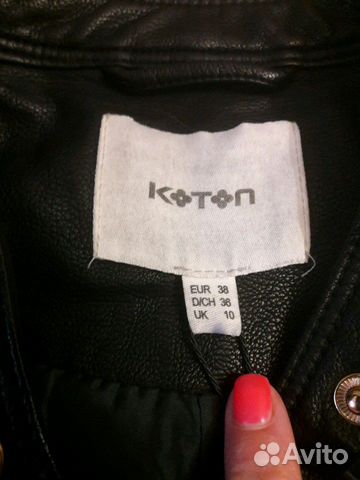 KOTON
EUR 38
D/CH 36
UK 10
Avito